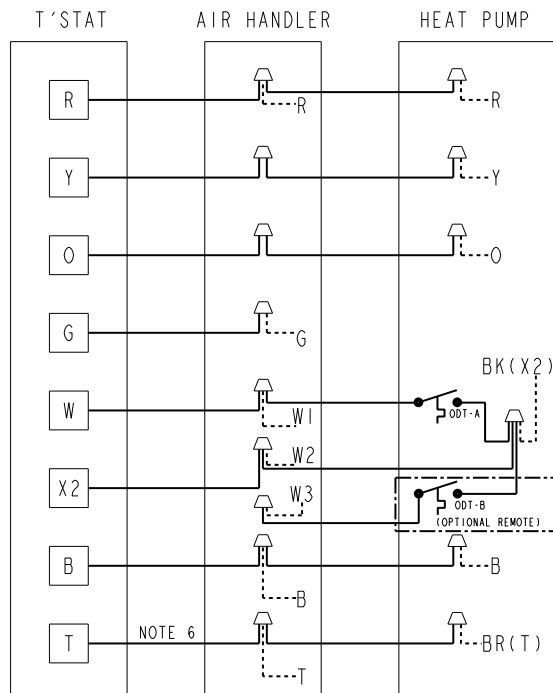 T'STAT AIR HANDLER HEAT PUMP
R R R
Y Y
O O
G G
BK(X2)
W W1 ODT-A
W2
X2 W3 ODT-B
(OPTIONAL REMOTE)
B B
B
T NOTE 6 BR(T)
T